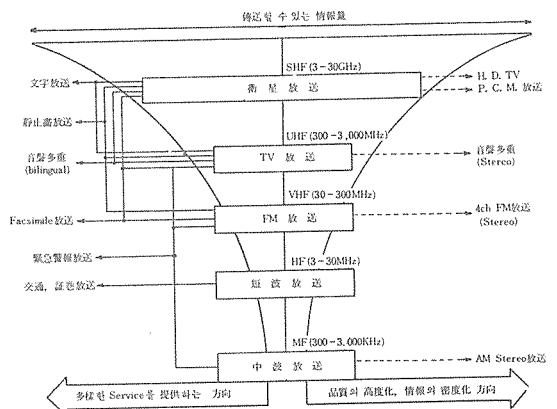 傳送할 수 있는 情報量
SHF (3-30GHz)
衛星放送
文字放送
靜止畵放送
音聲多重
(bilingual)
Facsimile放送
緊急警報放送
交通, 証券放送
H. D. TV
P. C. M. 放送
UHF (300-3,000MHz)
TV 放送
音聲多重
(Stereo)
VHF (30-300MHz)
FM 放送
4ch FM放送
(Stereo)
HF (3-30MHz)
短波放送
MF (300-3,000KHz)
中波放送
AM Stereo放送
多樣한 Service를 提供하는 方向
品質의 高度化, 情報의 密度化 方向